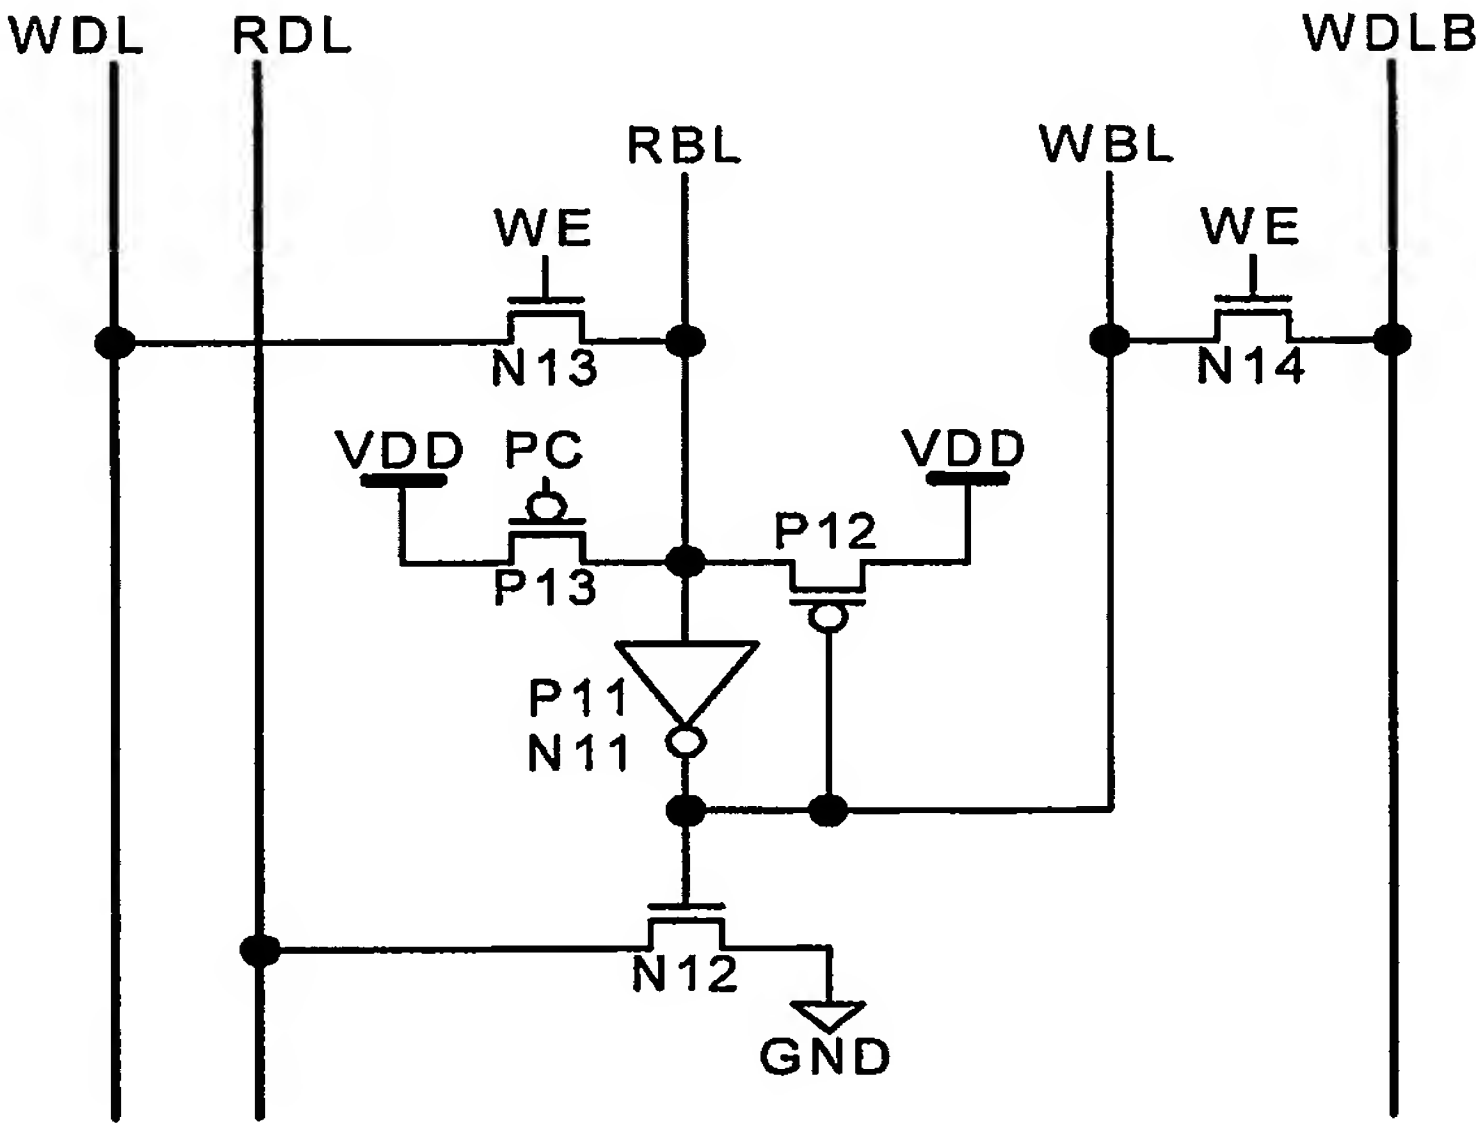 WDL RDL WDLB
RBL WBL
WE WE
N13 N14
VDD PC VDD
P12
P13
P11
N11
N12
GND